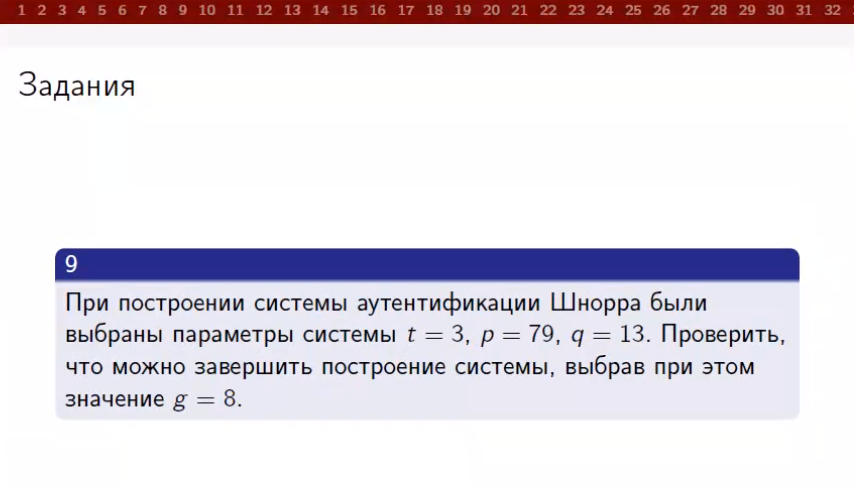 1 2 3 4 5 6 7 8 9 10 11 12 13 14 15 16 17 18 19 20 21 22 23 24 25 26 27 28 29 30 31 32
Задания
9
При построении системы аутентификации Шнорра были
выбраны параметры системы t = 3, p = 79, q = 13. Проверить,
что можно завершить построение системы, выбрав при этом
значение g = 8.